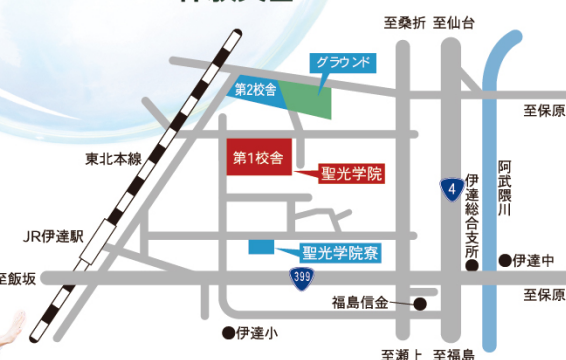 至桑折 至仙台
グラウンド
第2校舎
至保原
東北本線
第1校舎
聖光学院
4
伊達総合支所
阿武隈川
JR伊達駅
聖光学院寮
伊達中
至飯坂
399
福島信金
至保原
伊達小
至瀬上 至福島